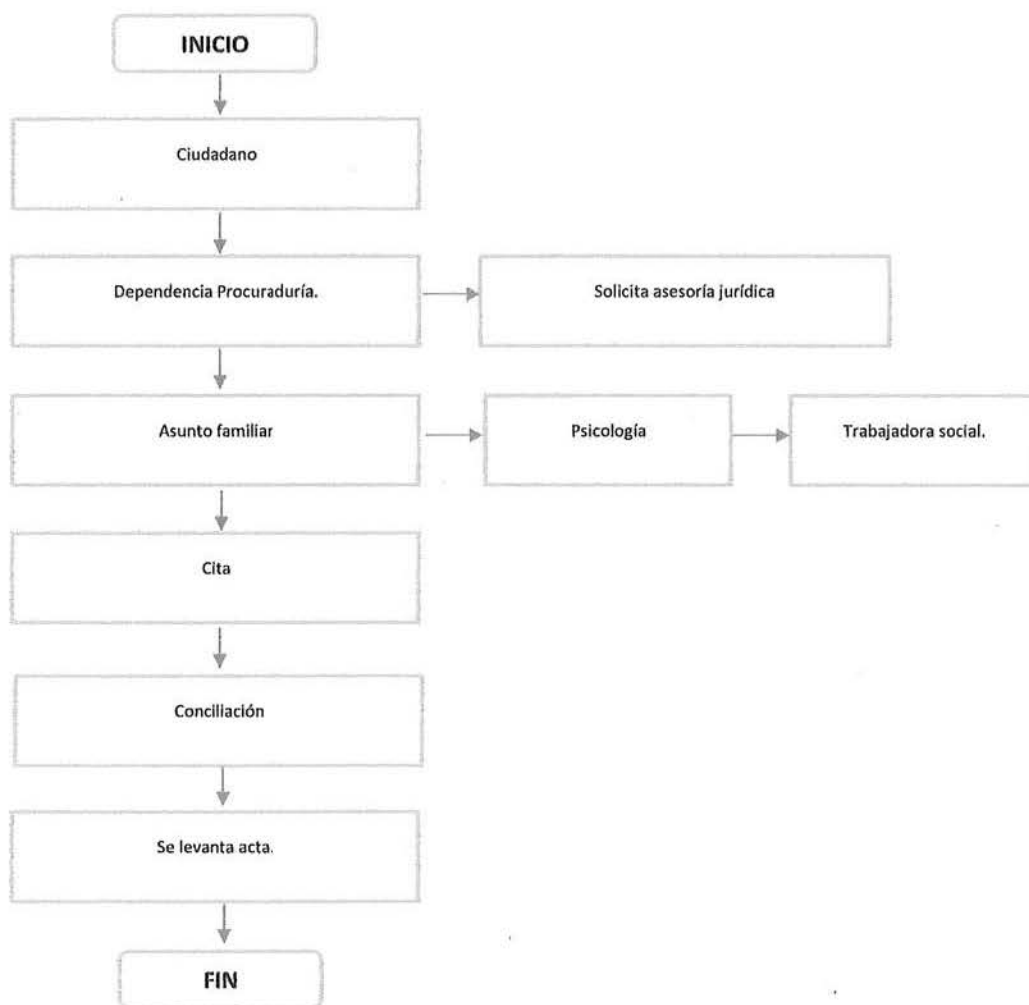 INICIO
Ciudadano
Dependencia Procuraduría.
Solicita asesoría jurídica
Asunto familiar
Psicología
Trabajadora social.
Cita
Conciliación
Se levanta acta.
FIN